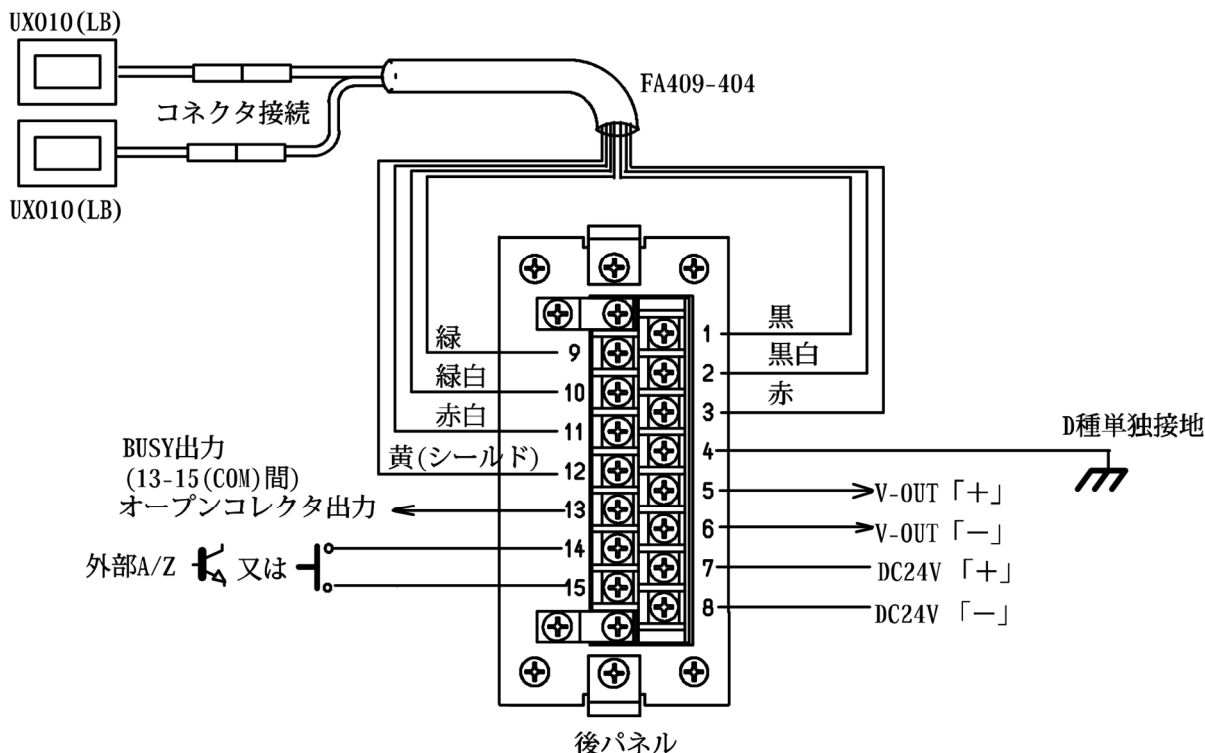 UX010(LB)
コネクタ接続
UX010(LB)
FA409-404
緑
9
緑白
10
赤白
11
黄(シールド)
12
BUSY出力
(13-15(COM)間)
オープンコレクタ出力
13
外部A/Z 又は
14
15
1
黒
2
黒白
3
赤
4
D種単独接地
5
V-OUT「+」
6
V-OUT「−」
7
DC24V「+」
8
DC24V「−」
後パネル